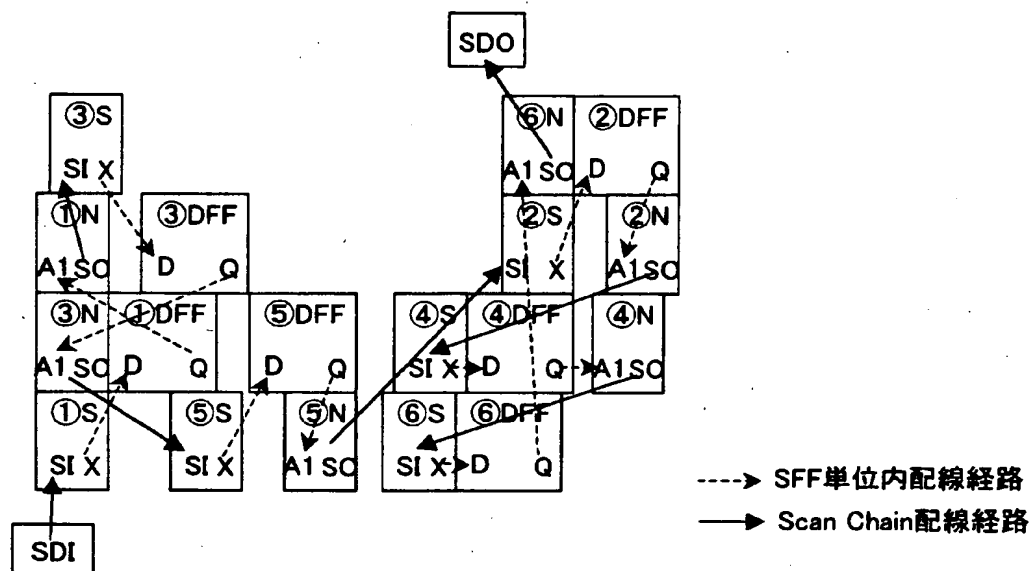 SDO
③S
⑥N ②DFF
SI X
A1 SO D Q
①N ③DFF
②S ②N
A1 SO D Q
SI X A1 SO
③N ①DFF ⑤DFF ④S ④DFF ④N
A1 SO D Q D Q SI X D Q A1 SO
①S ⑤S ⑤N ⑥S ⑥DFF
SI X SI X A1 SO SI X D Q
SFF単位内配線経路
Scan Chain配線経路
SDI